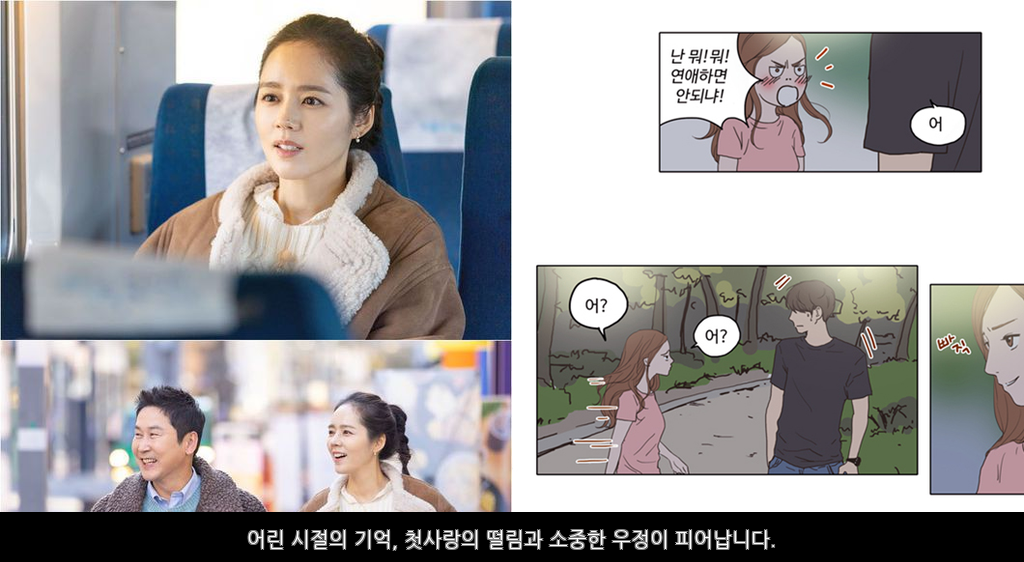 난 뭐! 뭐!
연애하면
안되냐!
어
어?
어?
빠직
어린 시절의 기억, 첫사랑의 떨림과 소중한 우정이 피어납니다.